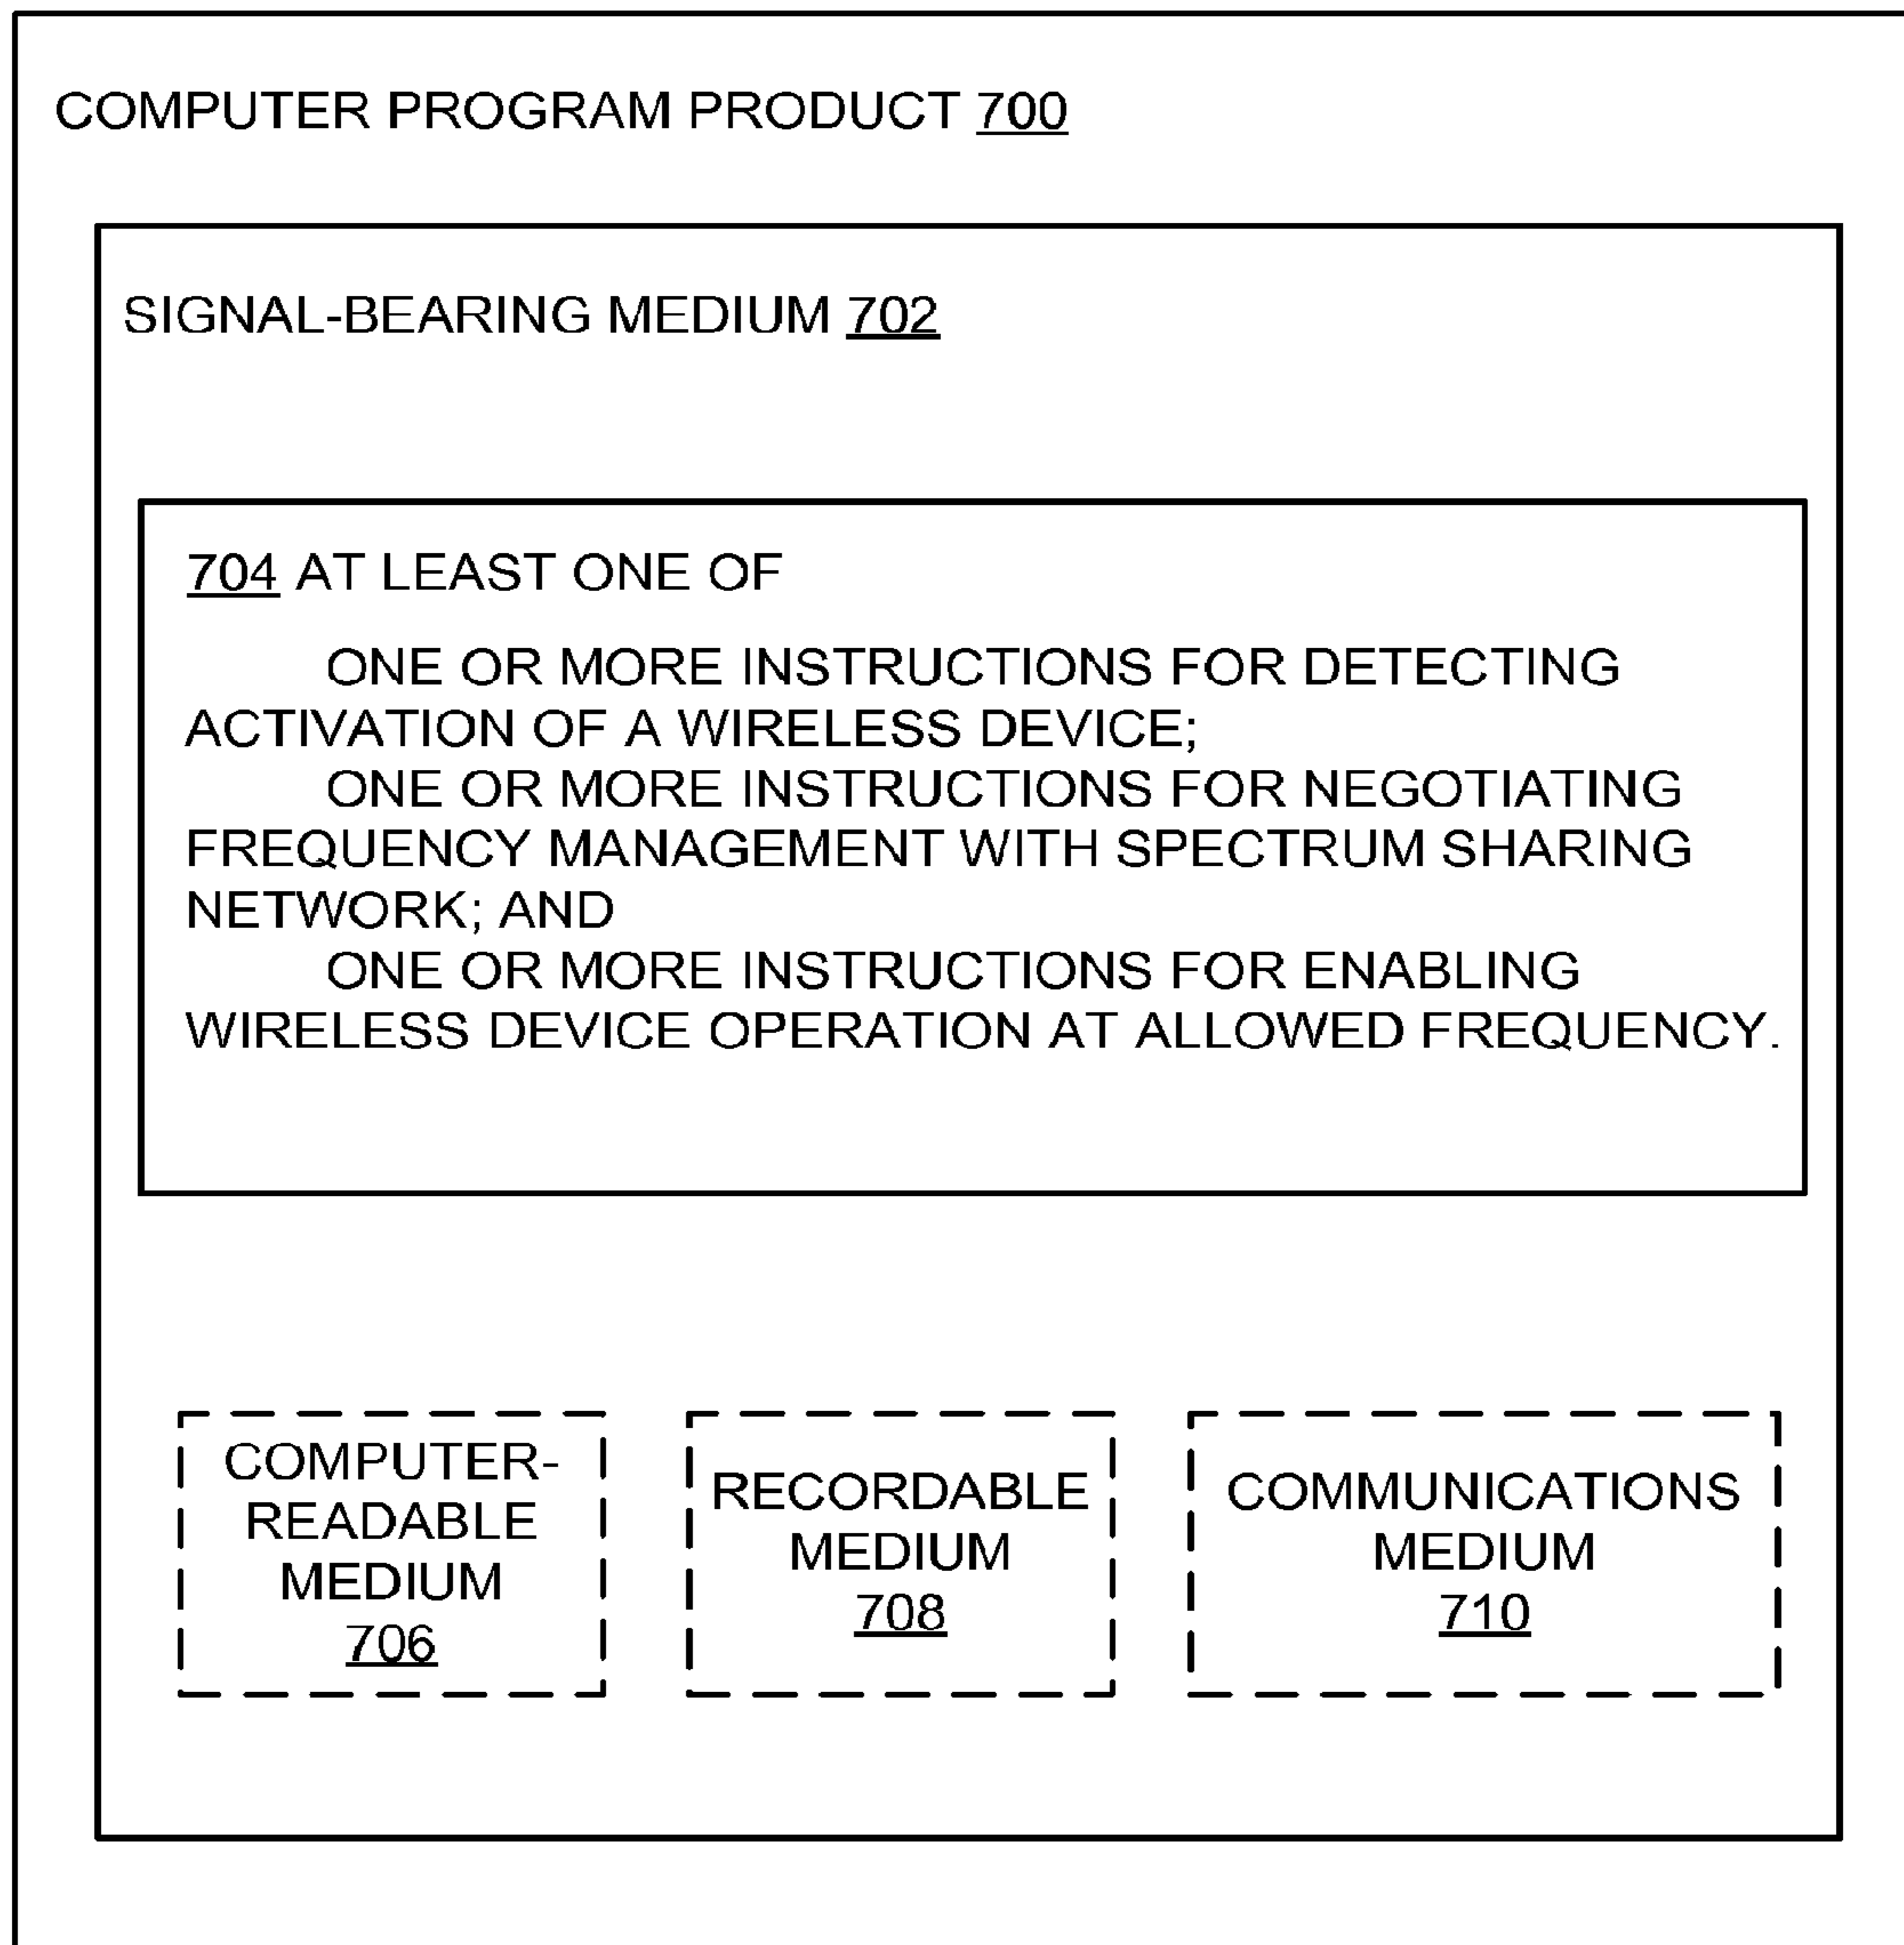 COMPUTER PROGRAM PRODUCT 700
SIGNAL-BEARING MEDIUM 702
704 AT LEAST ONE OF
ONE OR MORE INSTRUCTIONS FOR DETECTING
ACTIVATION OF A WIRELESS DEVICE;
ONE OR MORE INSTRUCTIONS FOR NEGOTIATING
FREQUENCY MANAGEMENT WITH SPECTRUM SHARING
NETWORK; AND
ONE OR MORE INSTRUCTIONS FOR ENABLING
WIRELESS DEVICE OPERATION AT ALLOWED FREQUENCY.
COMPUTER-
READABLE
MEDIUM
706
RECORDABLE
MEDIUM
708
COMMUNICATIONS
MEDIUM
710